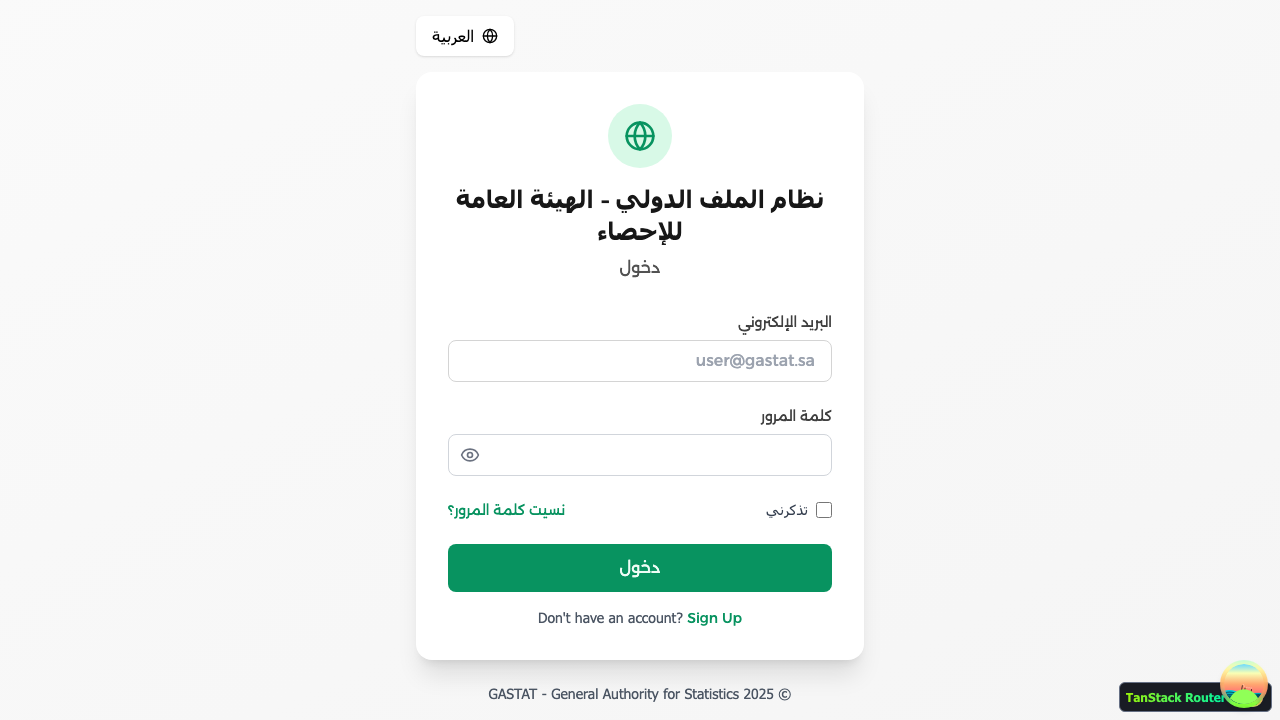 العربية
نظام الملف الدولي - الهيئة العامة
للإحصاء
دخول
البريد الإلكتروني
user@gastat.sa
كلمة المرور
تذكرني
نسيت كلمة المرور؟
دخول
Don't have an account? Sign Up
GASTAT - General Authority for Statistics 2025 ©
TanStack Router